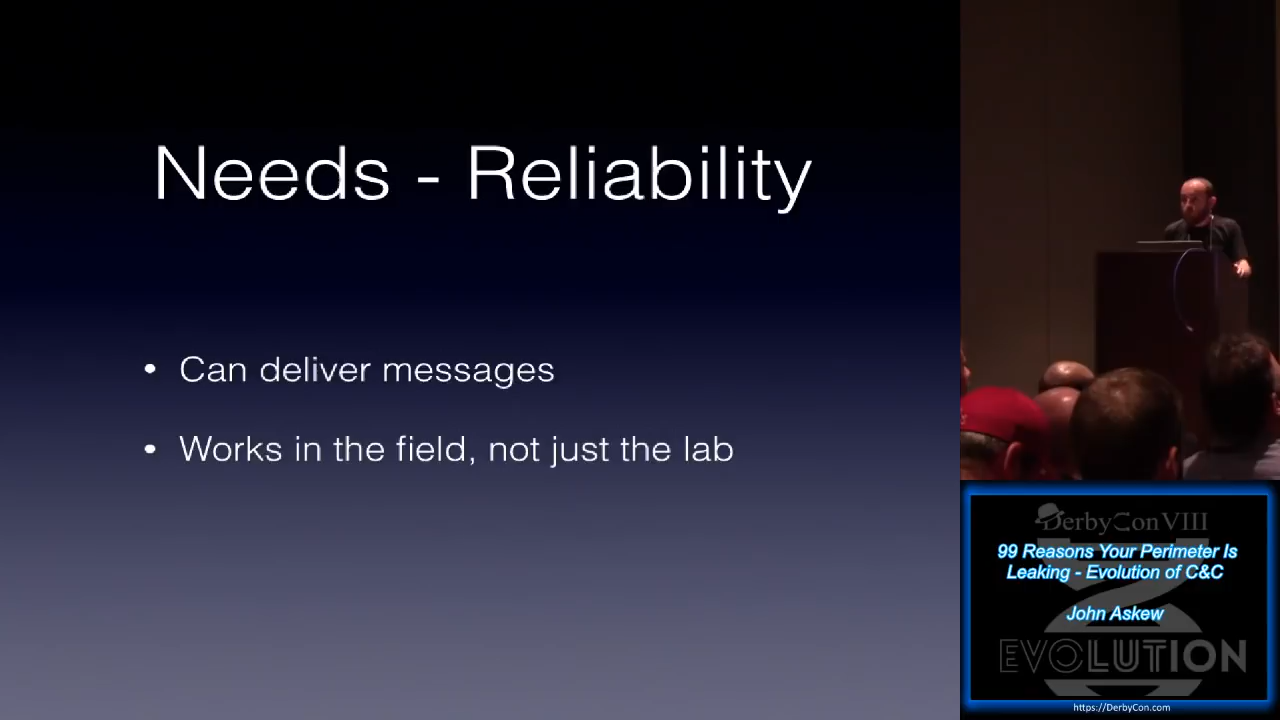 Needs - Reliability
• Can deliver messages
• Works in the field, not just the lab
DerbyCon VIII
99 Reasons Your Perimeter Is
Leaking - Evolution of C&C
John Askew
EVOLUTION
https://DerbyCon.com